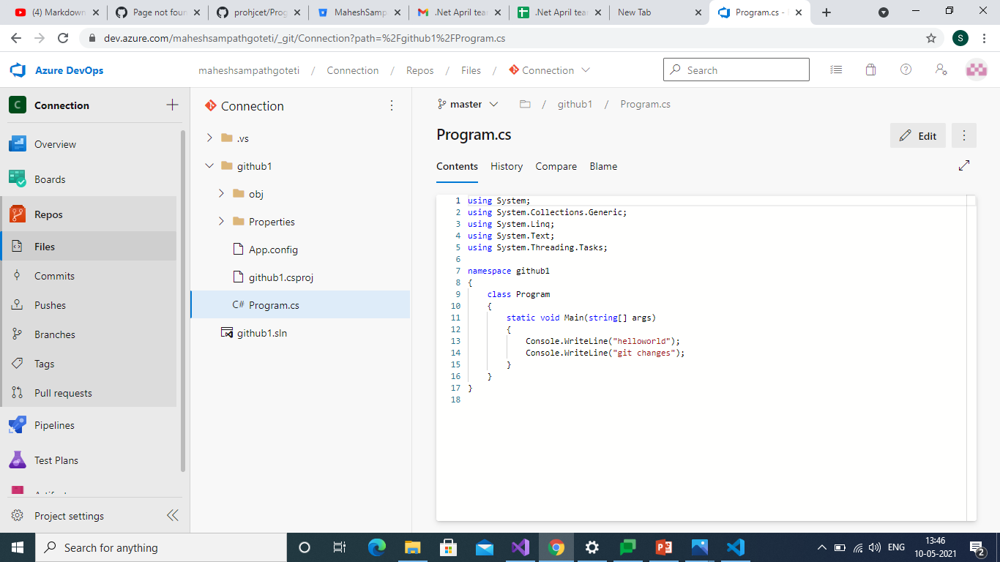 (4) Markdown
Page not foun
prohjcet/Prog
MaheshSamp
.Net April tea
.Net April tea
New Tab
Program.cs -
dev.azure.com/maheshsampathgoteti/_git/Connection?path=%2Fgithub1%2FProgram.cs
S
Azure DevOps
maheshsampathgoteti / Connection / Repos / Files / Connection
Search
C Connection
Overview
Boards
Repos
Files
Commits
Pushes
Branches
Tags
Pull requests
Pipelines
Test Plans
Project settings
Connection
.vs
github1
obj
Properties
App.config
github1.csproj
C# Program.cs
github1.sln
master / github1 / Program.cs
Program.cs
Edit
Contents History Compare Blame
1 using System;
2 using System.Collections.Generic;
3 using System.Linq;
4 using System.Text;
5 using System.Threading.Tasks;
6
7 namespace github1
8 {
9 class Program
10 {
11 static void Main(string[] args)
12 {
13 Console.WriteLine("helloworld");
14 Console.WriteLine("git changes");
15 }
16 }
17 }
18
Search for anything
ENG
13:46
10-05-2021
2